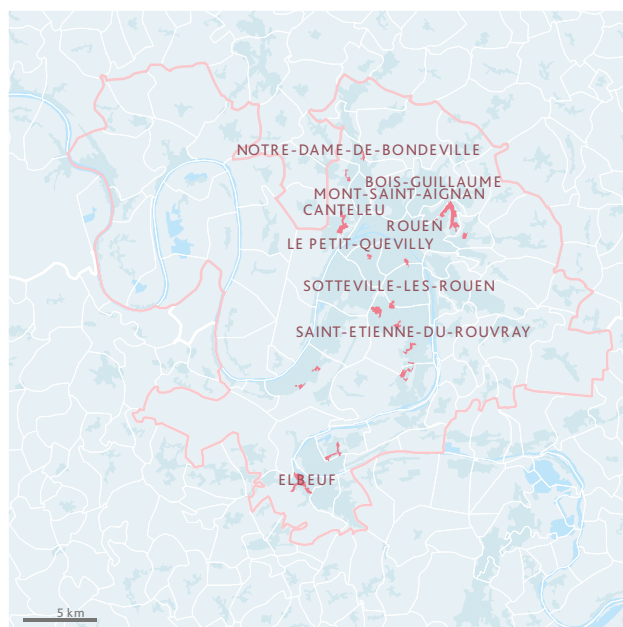 NOTRE-DAME-DE-BONDEVILLE
BOIS-GUILLAUME
MONT-SAINT-AIGNAN
CANTELEU
ROUEN
LE PETIT-QUEVILLY
SOTTEVILLE-LES-ROUEN
SAINT-ETIENNE-DU-ROUVRAY
ELBEUF
5 km